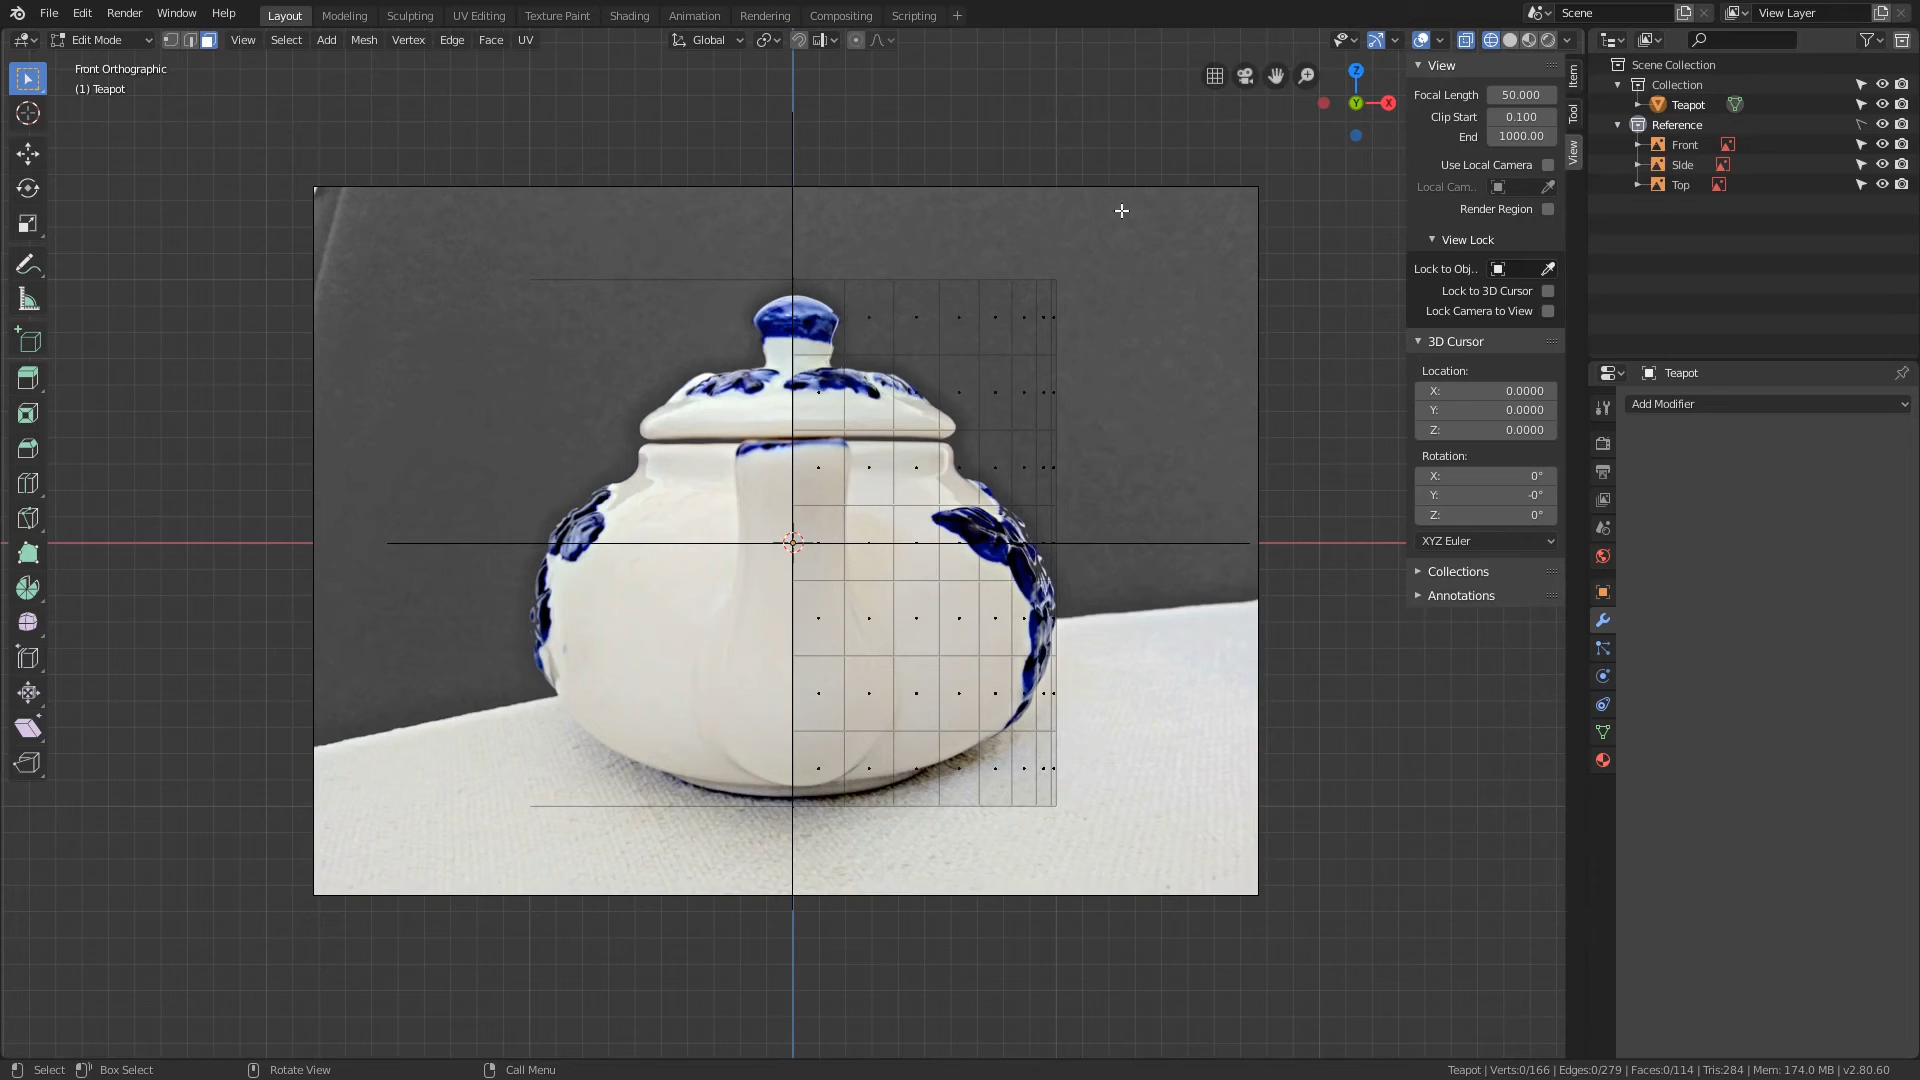 File Edit Render Window Help Layout Modeling Sculpting UV Editing Texture Paint Shading Animation Rendering Compositing Scripting + Scene View Layer
Edit Mode View Select Add Mesh Vertex Edge Face UV Global
Front Orthographic
(1) Teapot
Z
Y
X
View
Focal Length 50.000
Clip Start 0.100
End 1000.00
Use Local Camera
Local Cam..
Render Region
View Lock
Lock to Obj..
Lock to 3D Cursor
Lock Camera to View
3D Cursor
Location:
X: 0.0000
Y: 0.0000
Z: 0.0000
Rotation:
X: 0°
Y: -0°
Z: 0°
XYZ Euler
Collections
Annotations
Item
Tool
View
Scene Collection
Collection
Teapot
Reference
Front
SIde
Top
Teapot
Add Modifier
Select Box Select Rotate View Call Menu Teapot | Verts:0/166 | Edges:0/279 | Faces:0/114 | Tris:284 | Mem: 174.0 MB | v2.80.60